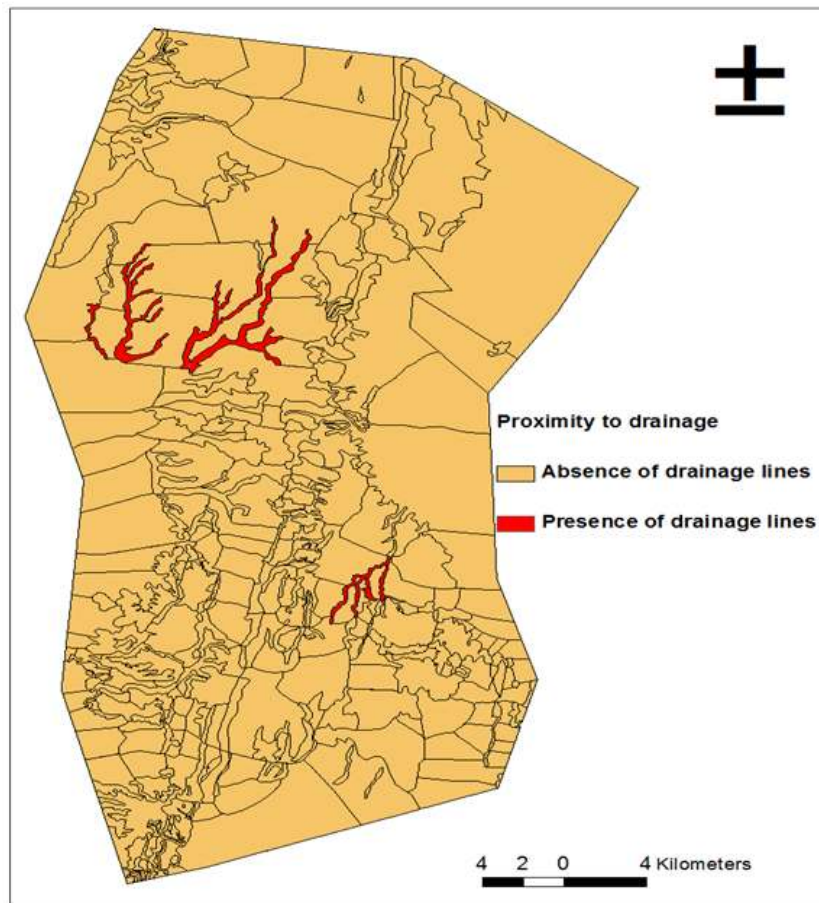 Proximity to drainage
Absence of drainage lines
Presence of drainage lines
4 2 0 4 Kilometers